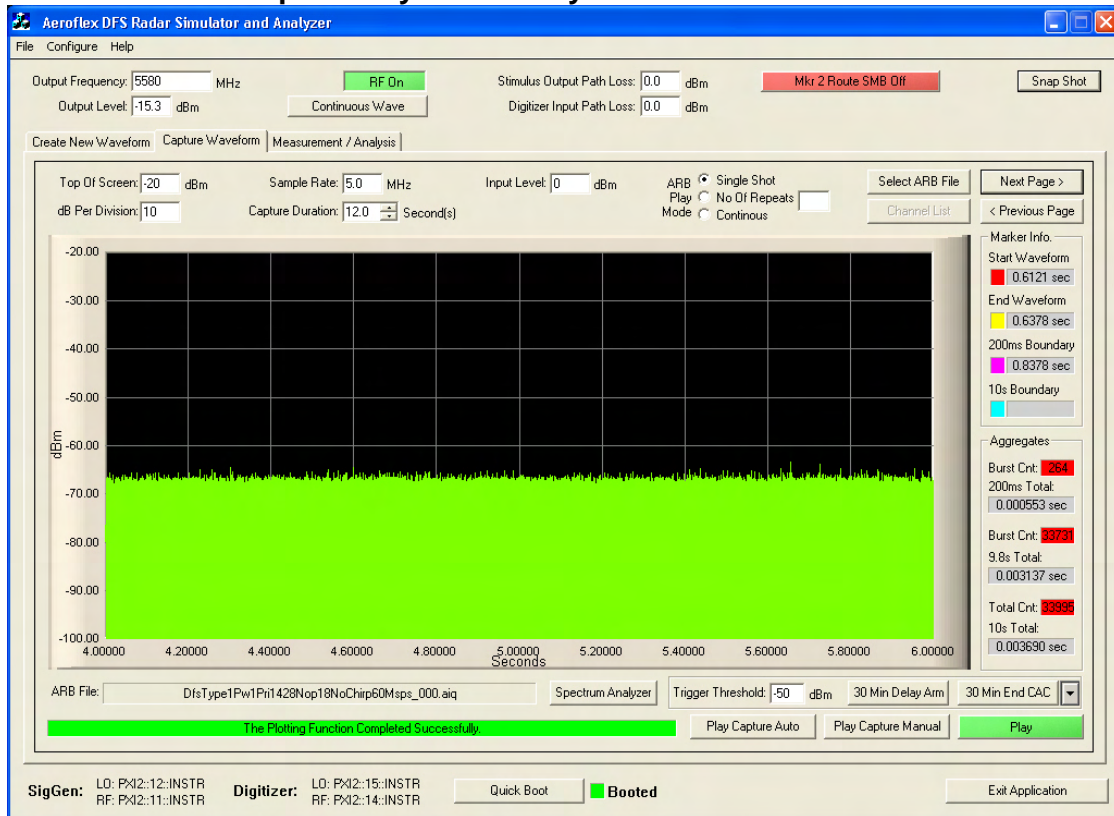 Aeroflex DFS Radar Simulator and Analyzer
File Configure Help
Output Frequency: 5580 MHz
RF On
Stimulus Output Path Loss: 0.0 dBm
Mkr 2 Route SMB Off
Snap Shot
Output Level: -15.3 dBm
Continuous Wave
Digitizer Input Path Loss: 0.0 dBm
Create New Waveform Capture Waveform Measurement / Analysis
Top Of Screen: -20 dBm
Sample Rate: 5.0 MHz
Input Level: 0 dBm
ARB Play Mode
Single Shot
No Of Repeats
Continous
Select ARB File
Next Page >
dB Per Division: 10
Capture Duration: 12.0 Second(s)
Channel List
< Previous Page
Marker Info.
Start Waveform
0.6121 sec
End Waveform
0.6378 sec
200ms Boundary
0.8378 sec
10s Boundary
Aggregates
Burst Cnt: 264
200ms Total:
0.000553 sec
Burst Cnt: 33731
9.8s Total:
0.003137 sec
Total Cnt: 33995
10s Total:
0.003690 sec
dBm
-20.00
-30.00
-40.00
-50.00
-60.00
-70.00
-80.00
-90.00
-100.00
4.00000 4.20000 4.40000 4.60000 4.80000 5.00000 5.20000 5.40000 5.60000 5.80000 6.00000
Seconds
ARB File: DfsType1Pw1Pri1428Nop18NoChirp60Msps_000.aiq
Spectrum Analyzer
Trigger Threshold: -50 dBm
30 Min Delay Arm
30 Min End CAC
The Plotting Function Completed Successfully.
Play Capture Auto
Play Capture Manual
Play
SigGen: LO: PXI2::12::INSTR
RF: PXI2::11::INSTR
Digitizer: LO: PXI2::15::INSTR
RF: PXI2::14::INSTR
Quick Boot
Booted
Exit Application